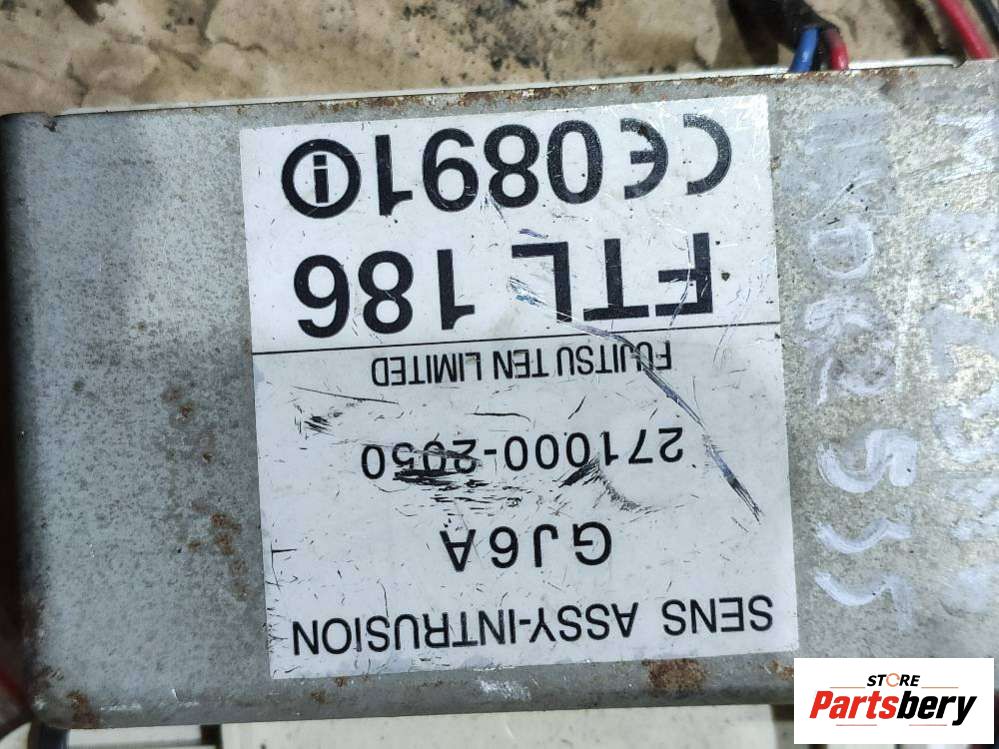 SENS ASSY-INTRUSION
GJ6A
271000-2050
FUJITSU TEN LIMITED
FTL 186
CE0891
STORE
Partsbery